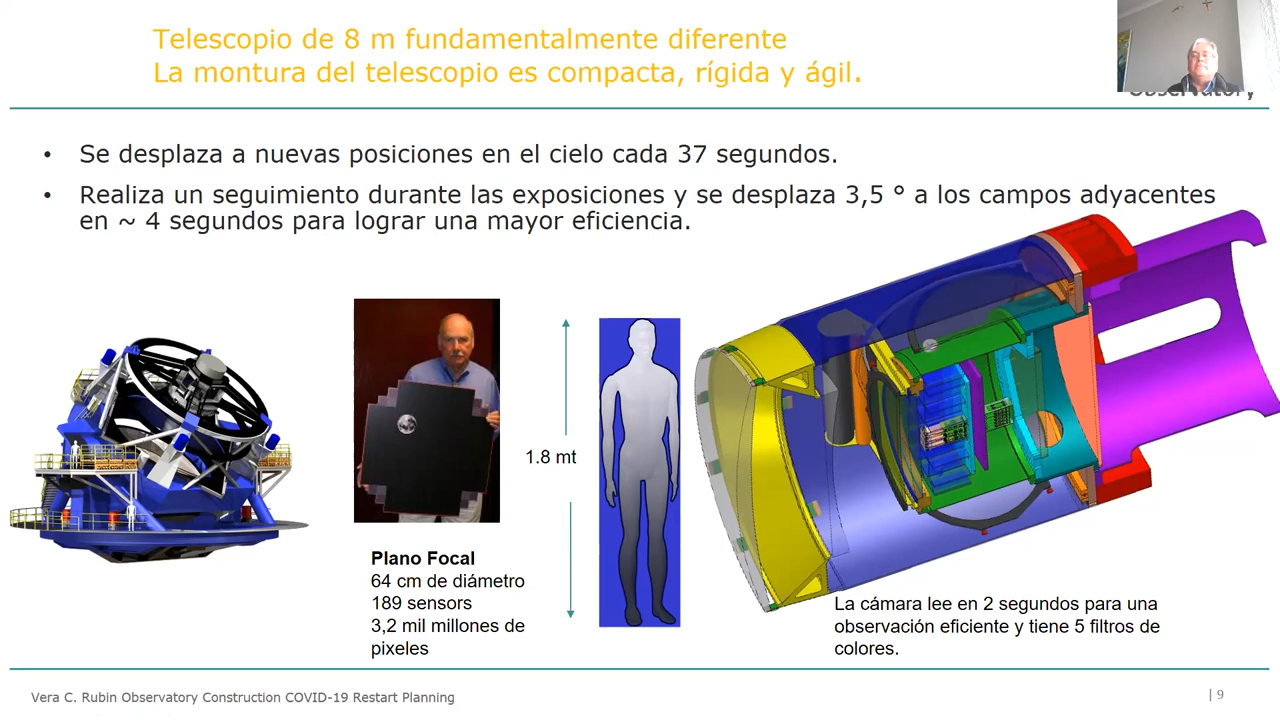 Telescopio de 8 m fundamentalmente diferente
La montura del telescopio es compacta, rígida y ágil.
Observatory
• Se desplaza a nuevas posiciones en el cielo cada 37 segundos.
• Realiza un seguimiento durante las exposiciones y se desplaza 3,5 ° a los campos adyacentes
en ~ 4 segundos para lograr una mayor eficiencia.
1.8 mt
Plano Focal
64 cm de diámetro
189 sensors
3,2 mil millones de
pixeles
La cámara lee en 2 segundos para una
observación eficiente y tiene 5 filtros de
colores.
Vera C. Rubin Observatory Construction COVID-19 Restart Planning
| 9